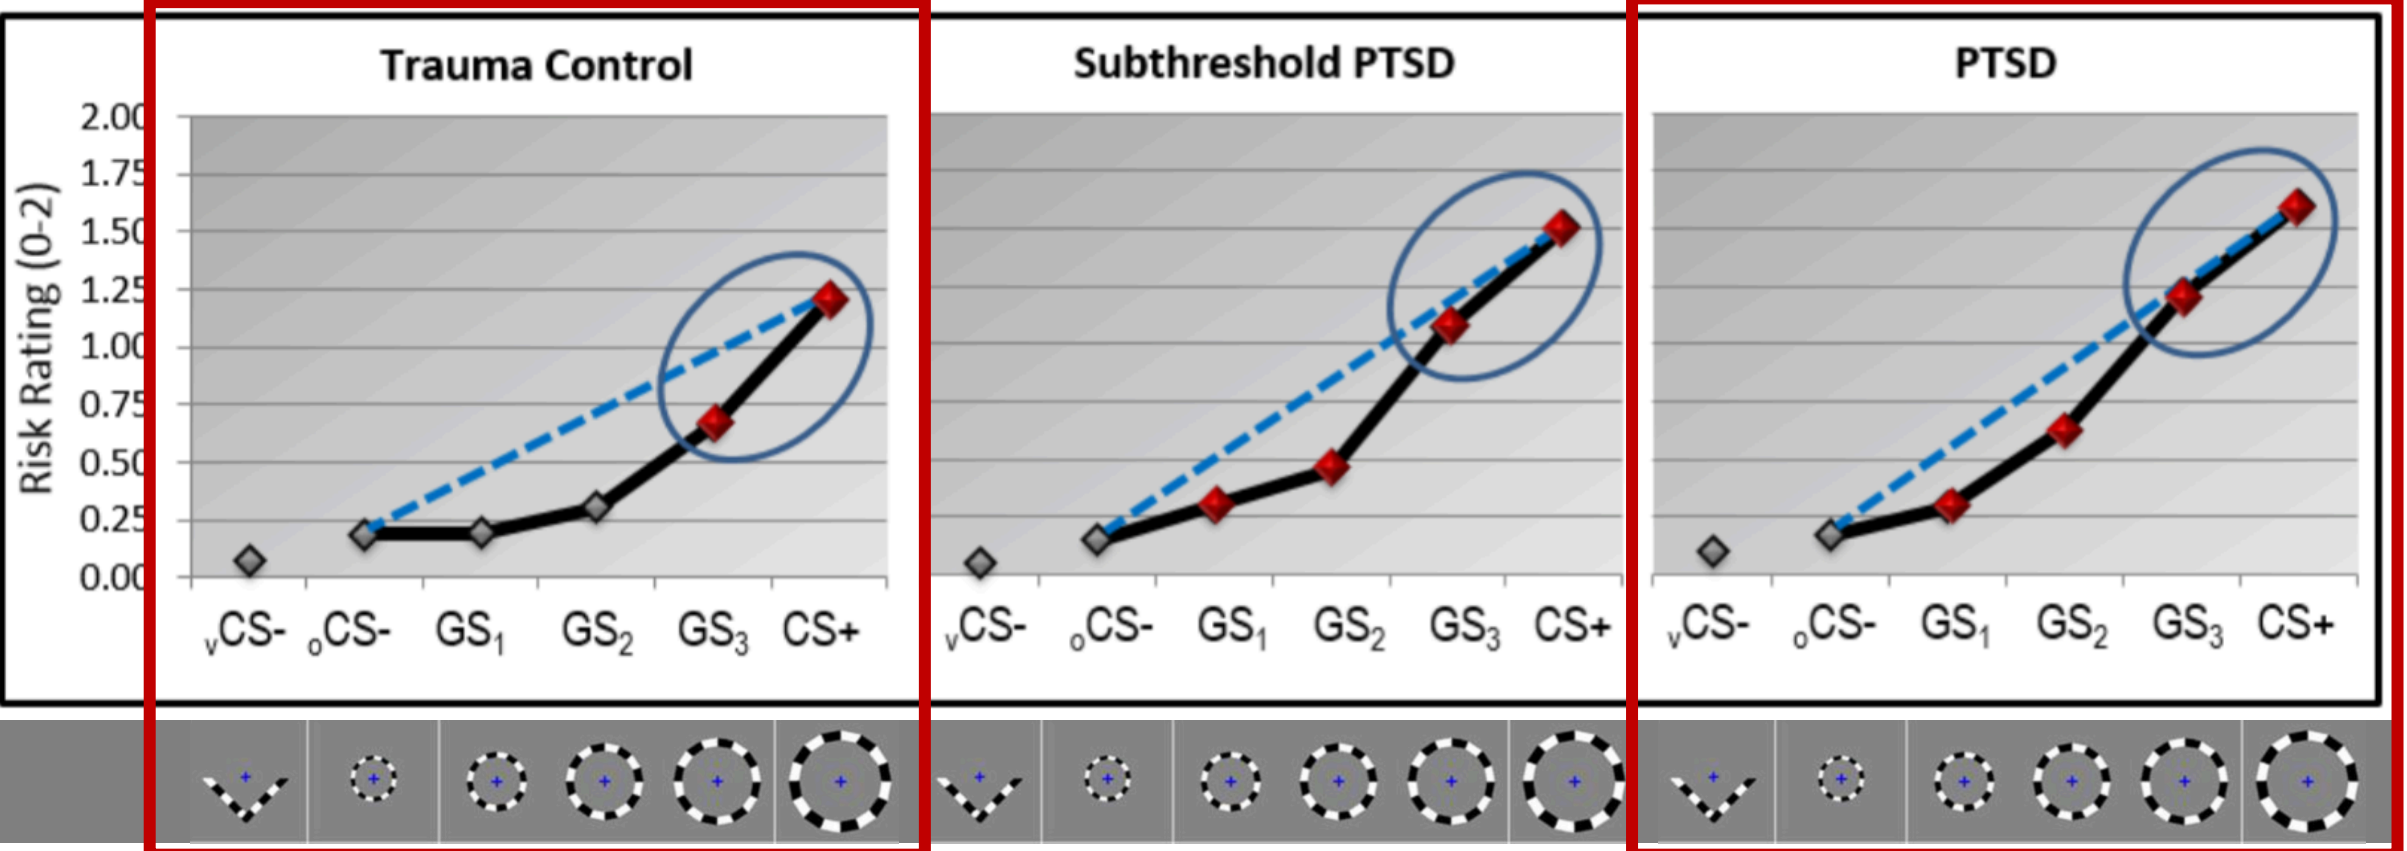 Trauma Control
Subthreshold PTSD
PTSD
Risk Rating (0-2)
2.00
1.75
1.50
1.25
1.00
0.75
0.50
0.25
0.00
vCS- oCS- GS1 GS2 GS3 CS+
vCS- oCS- GS1 GS2 GS3 CS+
vCS- oCS- GS1 GS2 GS3 CS+